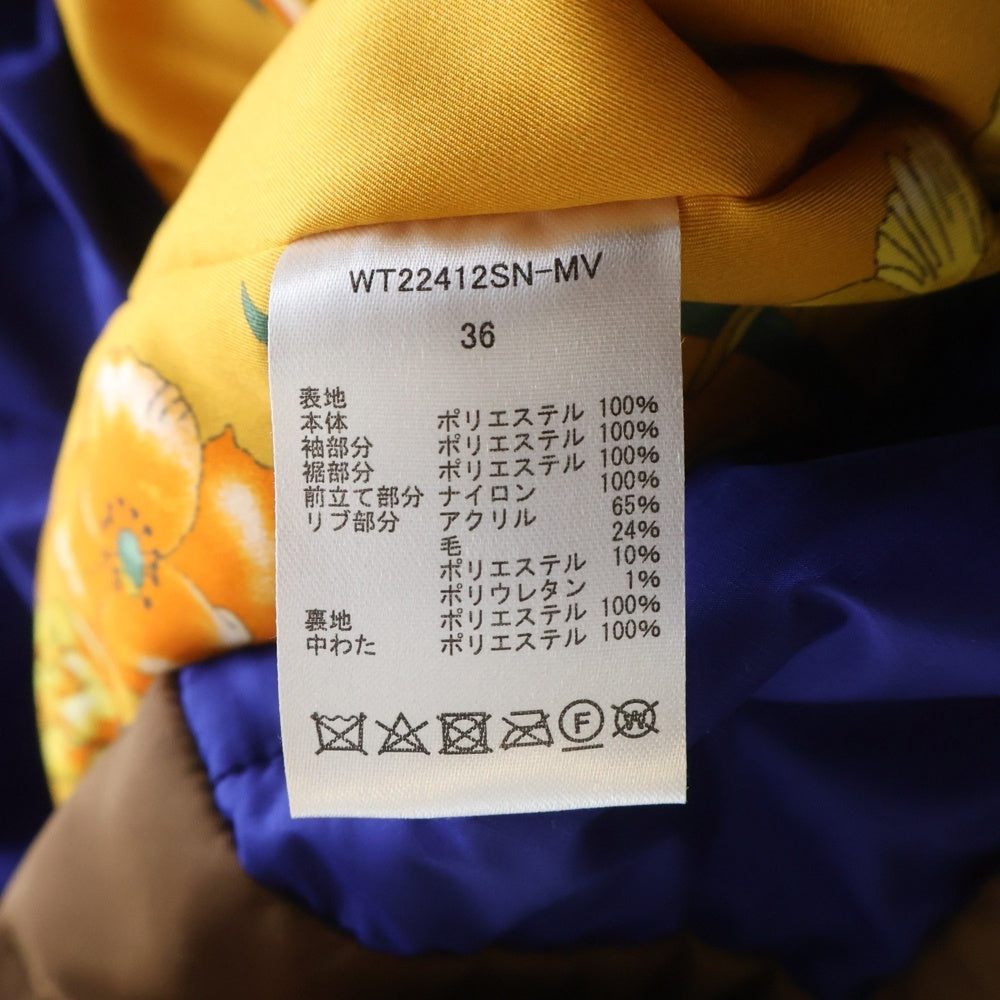 WT22412SN-MV
36
表地
本体 ポリエステル 100%
袖部分 ポリエステル 100%
裾部分 ポリエステル 100%
前立て部分 ナイロン 100%
リブ部分 アクリル 65%
毛 24%
ポリエステル 10%
ポリウレタン 1%
裏地 ポリエステル 100%
中わた ポリエステル 100%
F W